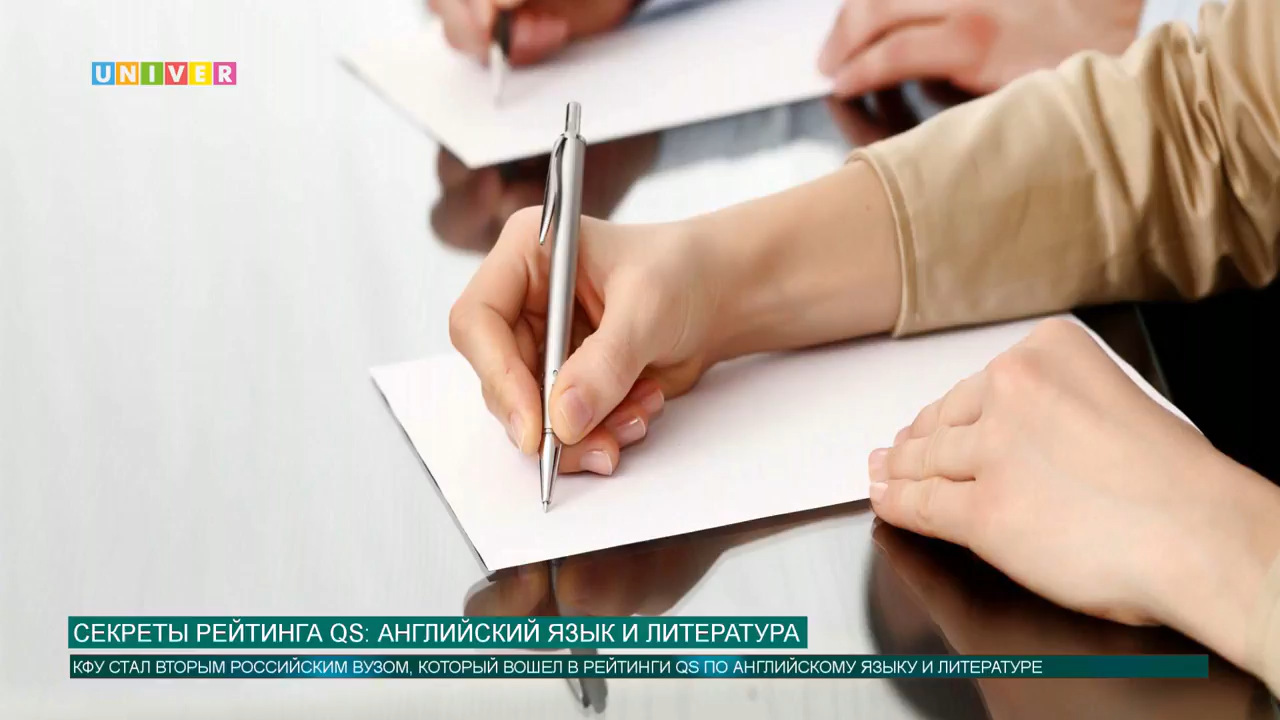 UNIVER
СЕКРЕТЫ РЕЙТИНГА QS: АНГЛИЙСКИЙ ЯЗЫК И ЛИТЕРАТУРА
КФУ СТАЛ ВТОРЫМ РОССИЙСКИМ ВУЗОМ, КОТОРЫЙ ВОШЕЛ В РЕЙТИНГИ QS ПО АНГЛИЙСКОМУ ЯЗЫКУ И ЛИТЕРАТУРЕ